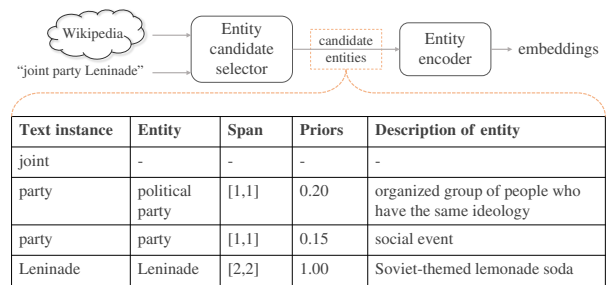 Wikipedia
"joint party Leninade"
Entity
candidate
selector
candidate
entities
Entity
encoder
embeddings
Text instance Entity Span Priors Description of entity
joint - - - -
party political party [1,1] 0.20 organized group of people who
have the same ideology
party party [1,1] 0.15 social event
Leninade Leninade [2,2] 1.00 Soviet-themed lemonade soda